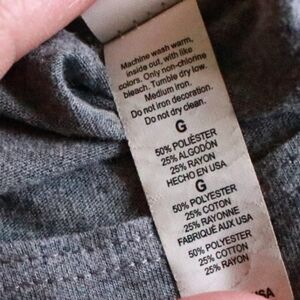 Machine wash warm,
inside out, with like
colors. Only non-chlorine
bleach. Tumble dry low.
Medium iron.
Do not iron decoration.
Do not dry clean.
G
50% POLIÉSTER
25% ALGODON
25% RAYON
HECHO EN USA
G
50% POLYESTER
25% COTON
25% RAYONNE
FABRIQUÉ AUX USA
50% POLYESTER
25% COTTON
25% RAYON
USA